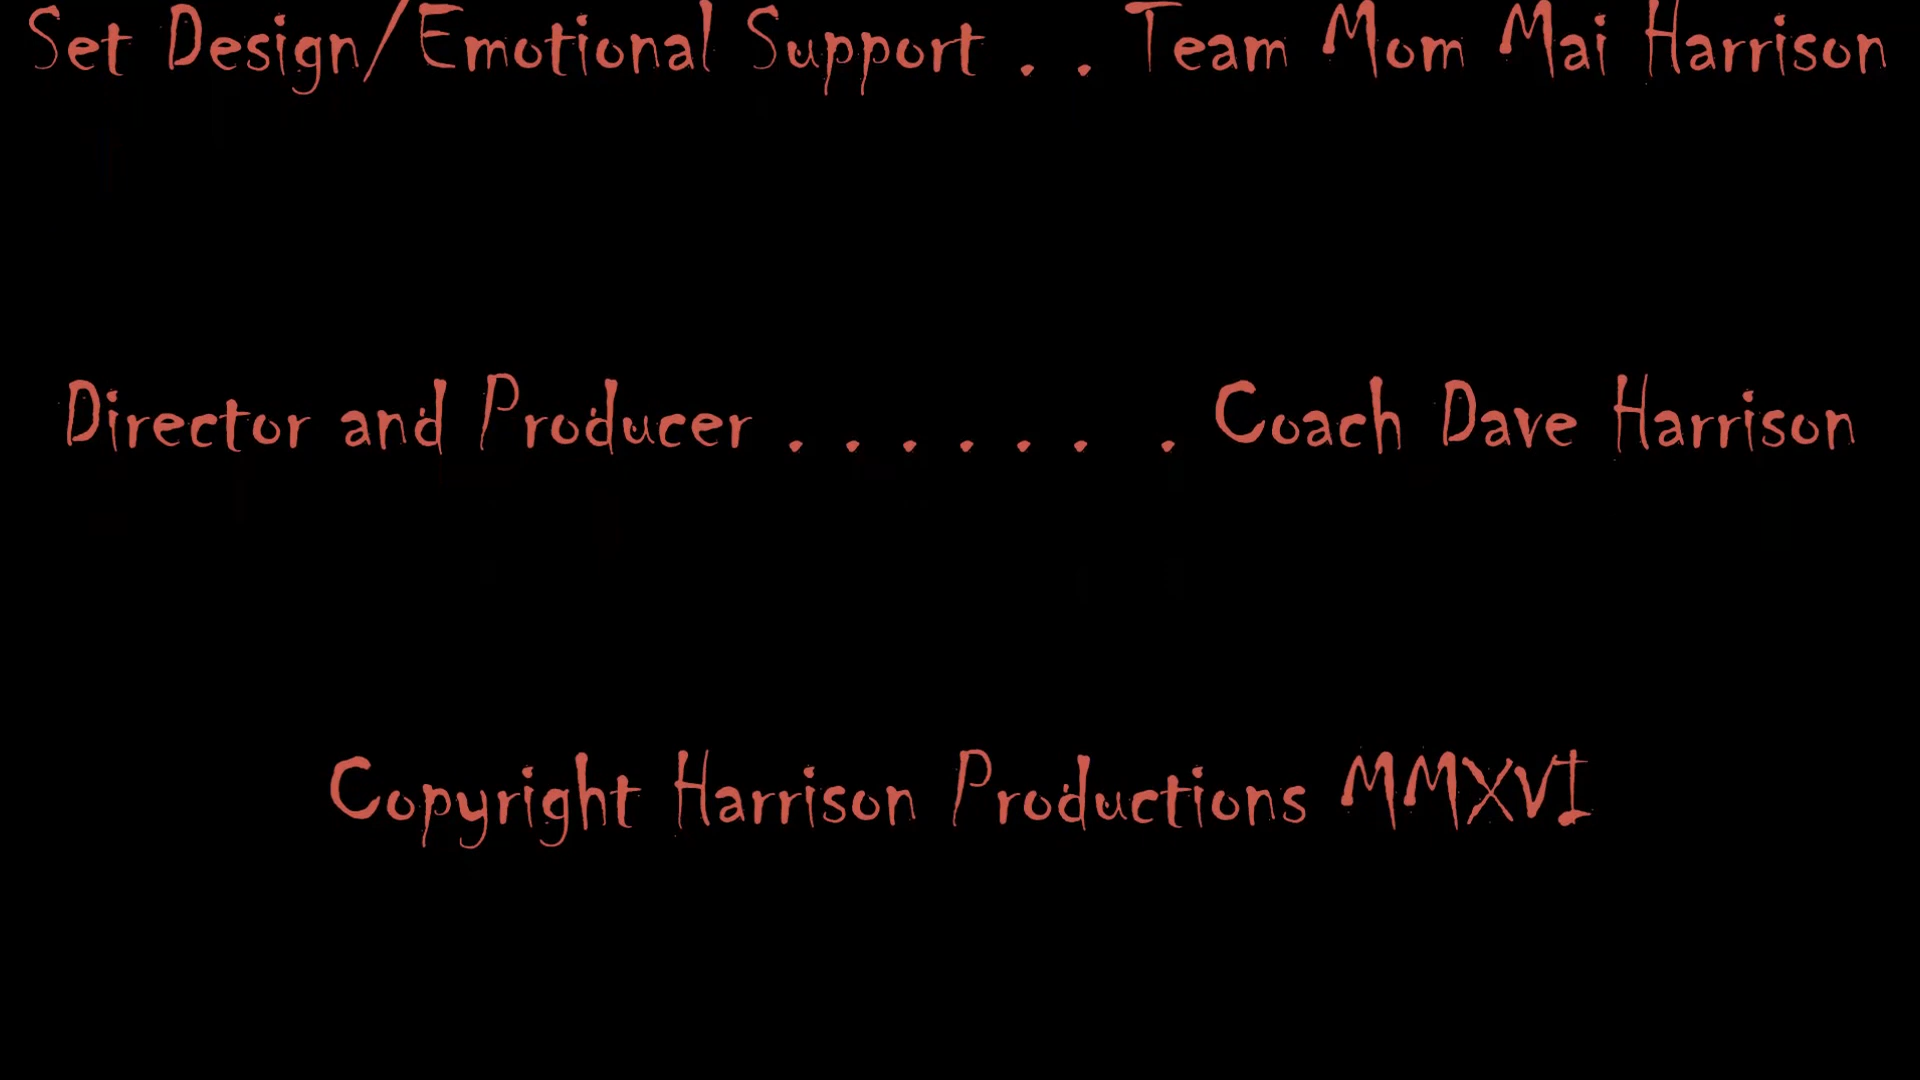 Set Design/Emotional Support . . Team Mom Mai Harrison
Director and Producer . . . . . . . Coach Dave Harrison
Copyright Harrison Productions MMXVI